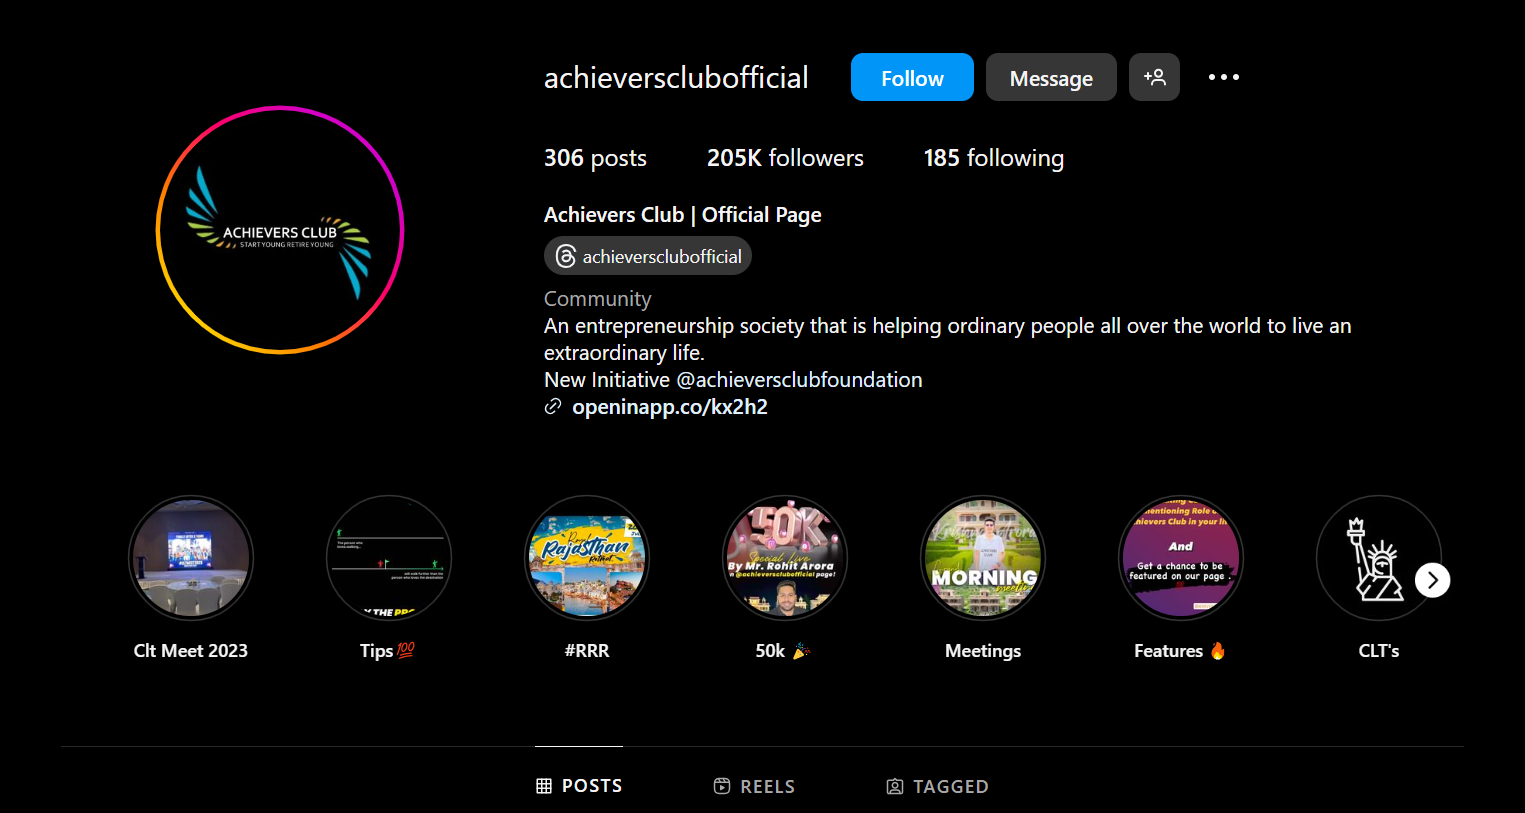 achieversclubofficial
Follow
Message
306 posts
205K followers
185 following
ACHIEVERS CLUB
START YOUNG RETIRE YOUNG
Achievers Club | Official Page
achieversclubofficial
Community
An entrepreneurship society that is helping ordinary people all over the world to live an
extraordinary life.
New Initiative @achieversclubfoundation
openinapp.co/kx2h2
Royal
Rajasthan
50K
Special Live
By Mr. Rohit Arora
@achieversclubofficial page!
MORNING
And
Get a chance to be
featured on our page .
Clt Meet 2023
Tips💯
#RRR
50k 🎉
Meetings
Features 🔥
CLT's
POSTS
REELS
TAGGED